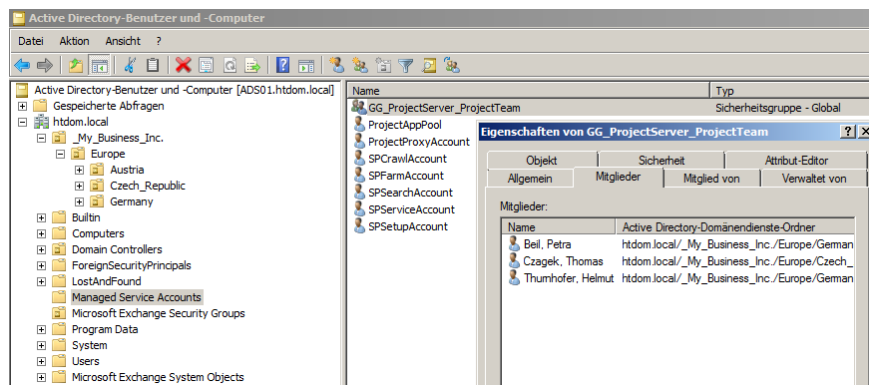 Active Directory-Benutzer und -Computer
Datei Aktion Ansicht ?
Active Directory-Benutzer und -Computer [ADS01.htdom.local]
Gespeicherte Abfragen
htdom.local
_My_Business_Inc.
Europe
Austria
Czech_Republic
Germany
Builtin
Computers
Domain Controllers
ForeignSecurityPrincipals
LostAndFound
Managed Service Accounts
Microsoft Exchange Security Groups
Program Data
System
Users
Microsoft Exchange System Objects
Name Typ
GG_ProjectServer_ProjectTeam Sicherheitsgruppe - Global
ProjectAppPool
ProjectProxyAccount
SPCrawlAccount
SPFarmAccount
SPSearchAccount
SPServiceAccount
SPSetupAccount
Eigenschaften von GG_ProjectServer_ProjectTeam ? X
Objekt Sicherheit Attribut-Editor
Allgemein Mitglieder Mitglied von Verwaltet von
Mitglieder:
Name Active Directory-Domänendienste-Ordner
Beil, Petra htdom.local/_My_Business_Inc./Europe/German
Czagek, Thomas htdom.local/_My_Business_Inc./Europe/Czech_
Thurnhofer, Helmut htdom.local/_My_Business_Inc./Europe/German